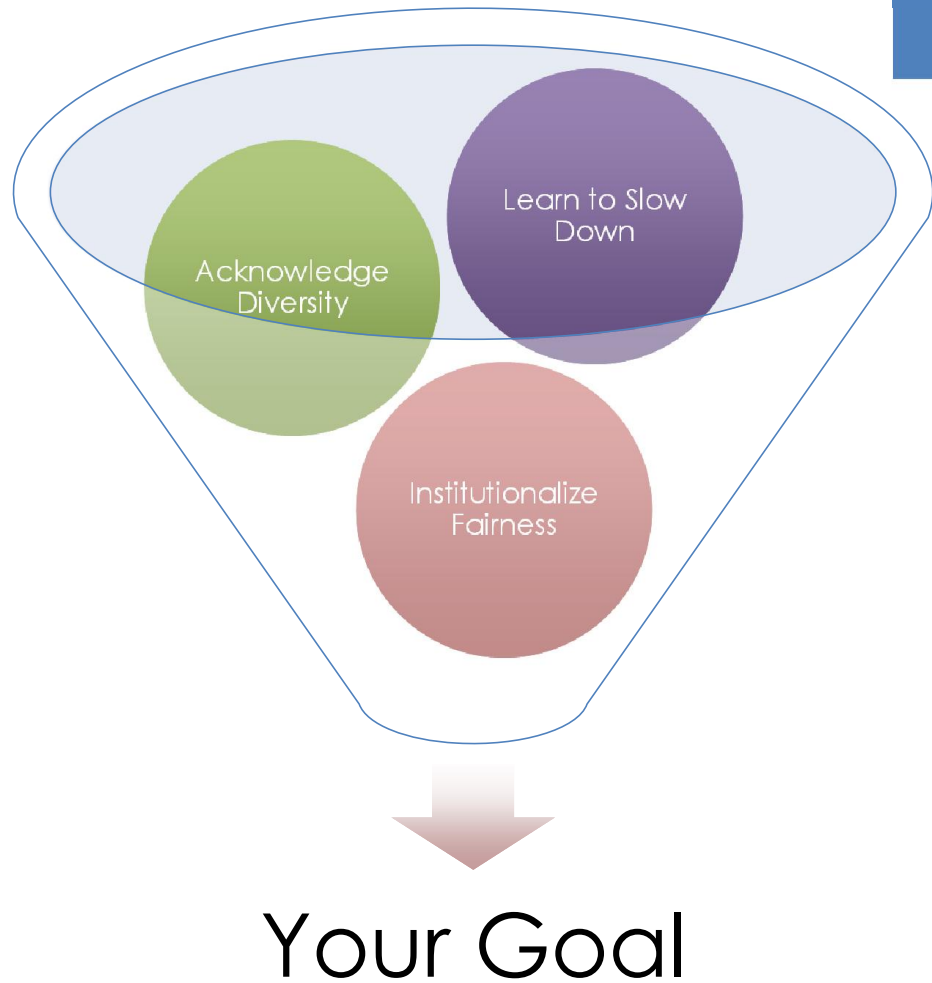 Learn to Slow
Down
Acknowledge
Diversity
Institutionalize
Fairness
Your Goal